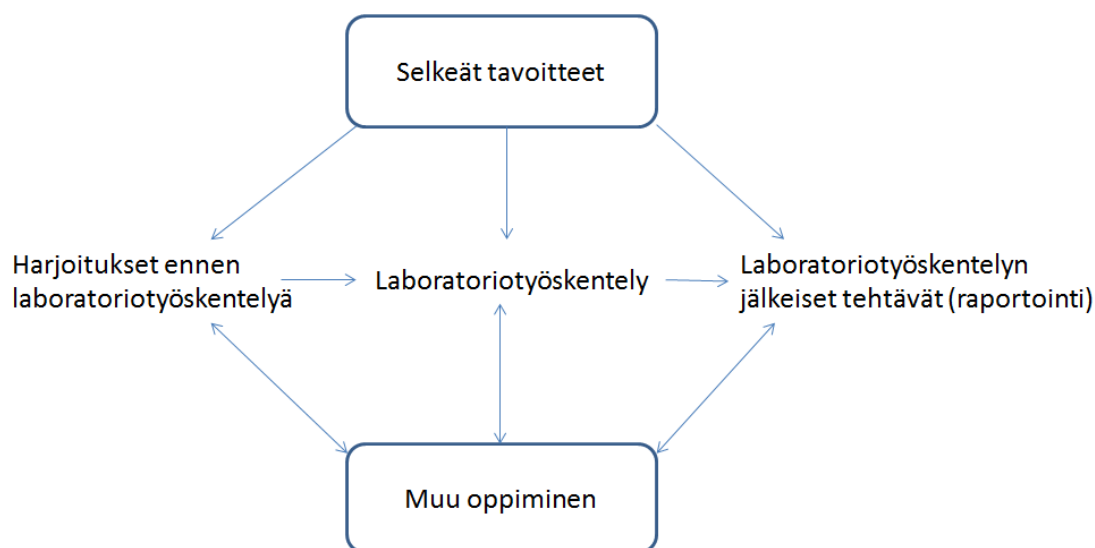 Selkeät tavoitteet
Harjoitukset ennen
laboratoriotyöskentelyä
Laboratoriotyöskentely
Laboratoriotyöskentelyn
jälkeiset tehtävät (raportointi)
Muu oppiminen